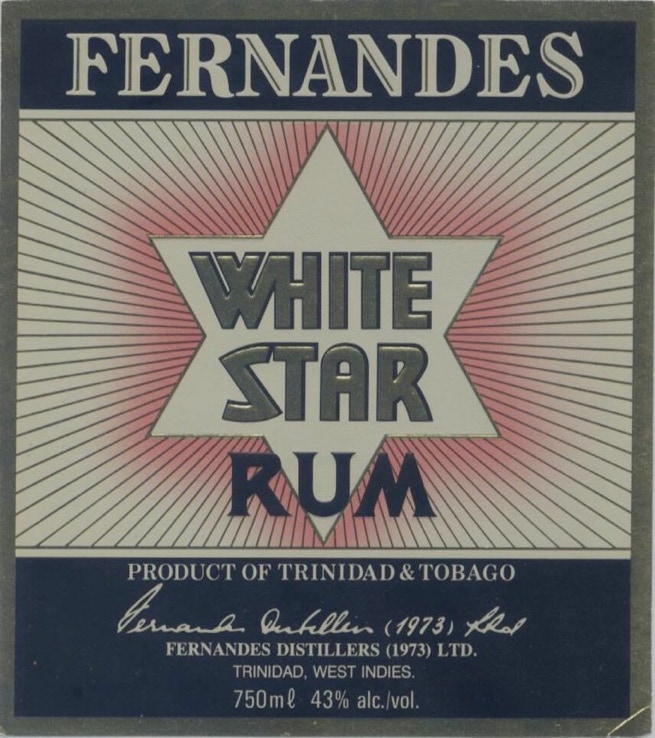 FERNANDES
WHITE
STAR
RUM
PRODUCT OF TRINIDAD & TOBAGO
Fernandes Distillers (1973) Ltd
FERNANDES DISTILLERS (1973) LTD.
TRINIDAD, WEST INDIES.
750mℓ 43% alc./vol.